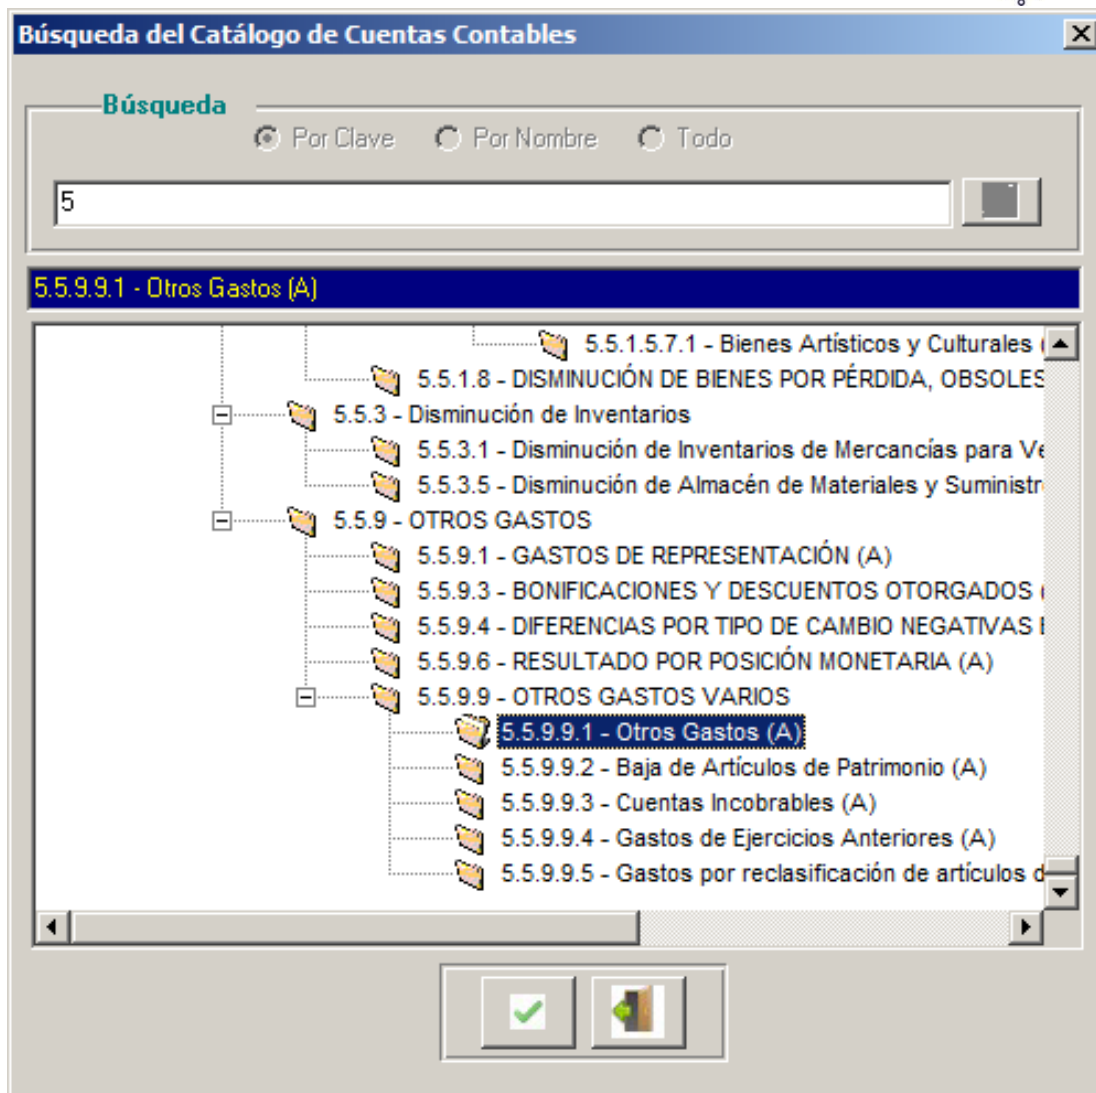 Búsqueda del Catálogo de Cuentas Contables
Búsqueda
Por Clave Por Nombre Todo
5
5.5.9.9.1 - Otros Gastos (A)
5.5.1.5.7.1 - Bienes Artísticos y Culturales (
5.5.1.8 - DISMINUCIÓN DE BIENES POR PÉRDIDA, OBSOLES
5.5.3 - Disminución de Inventarios
5.5.3.1 - Disminución de Inventarios de Mercancías para Ve
5.5.3.5 - Disminución de Almacén de Materiales y Suministr
5.5.9 - OTROS GASTOS
5.5.9.1 - GASTOS DE REPRESENTACIÓN (A)
5.5.9.3 - BONIFICACIONES Y DESCUENTOS OTORGADOS (
5.5.9.4 - DIFERENCIAS POR TIPO DE CAMBIO NEGATIVAS E
5.5.9.6 - RESULTADO POR POSICIÓN MONETARIA (A)
5.5.9.9 - OTROS GASTOS VARIOS
5.5.9.9.1 - Otros Gastos (A)
5.5.9.9.2 - Baja de Artículos de Patrimonio (A)
5.5.9.9.3 - Cuentas Incobrables (A)
5.5.9.9.4 - Gastos de Ejercicios Anteriores (A)
5.5.9.9.5 - Gastos por reclasificación de artículos d